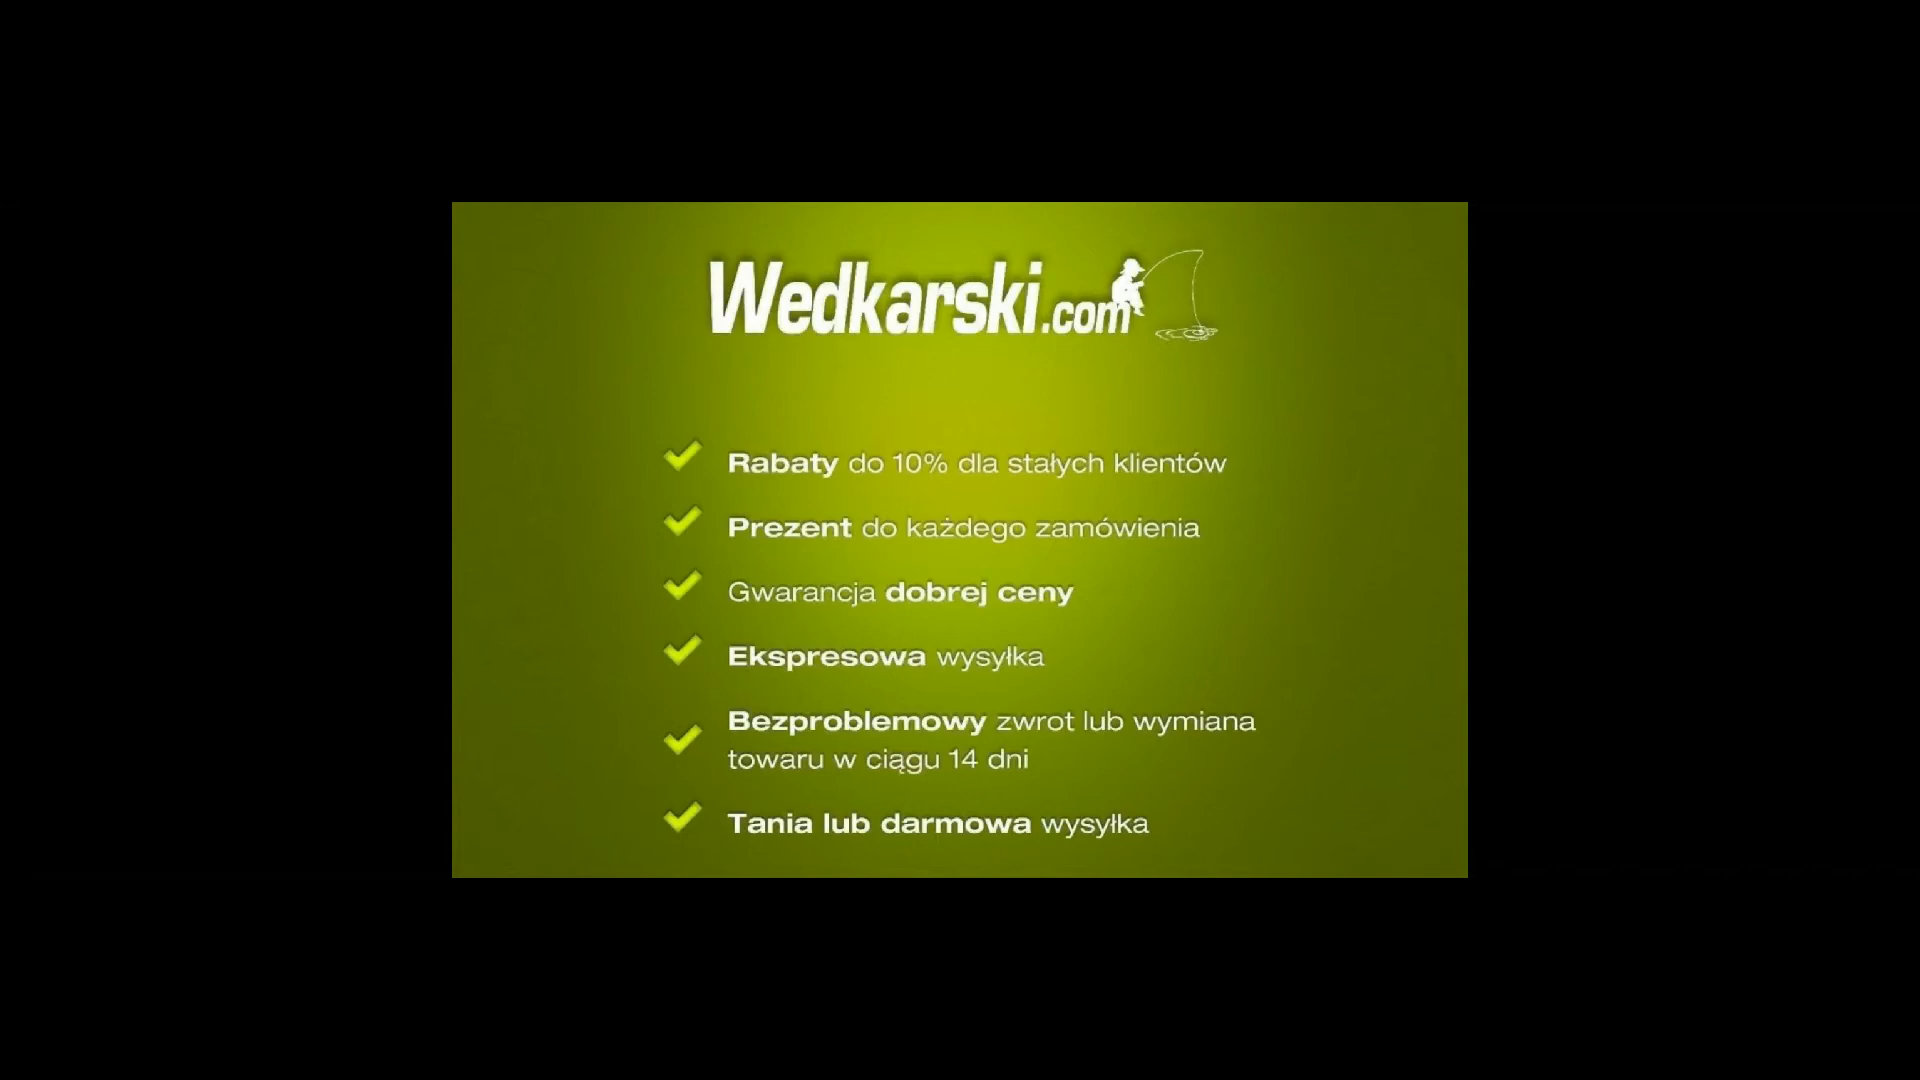 Wedkarski.com
Rabaty do 10% dla stałych klientów
Prezent do każdego zamówienia
Gwarancja dobrej ceny
Ekspresowa wysyłka
Bezproblemowy zwrot lub wymiana
towaru w ciągu 14 dni
Tania lub darmowa wysyłka